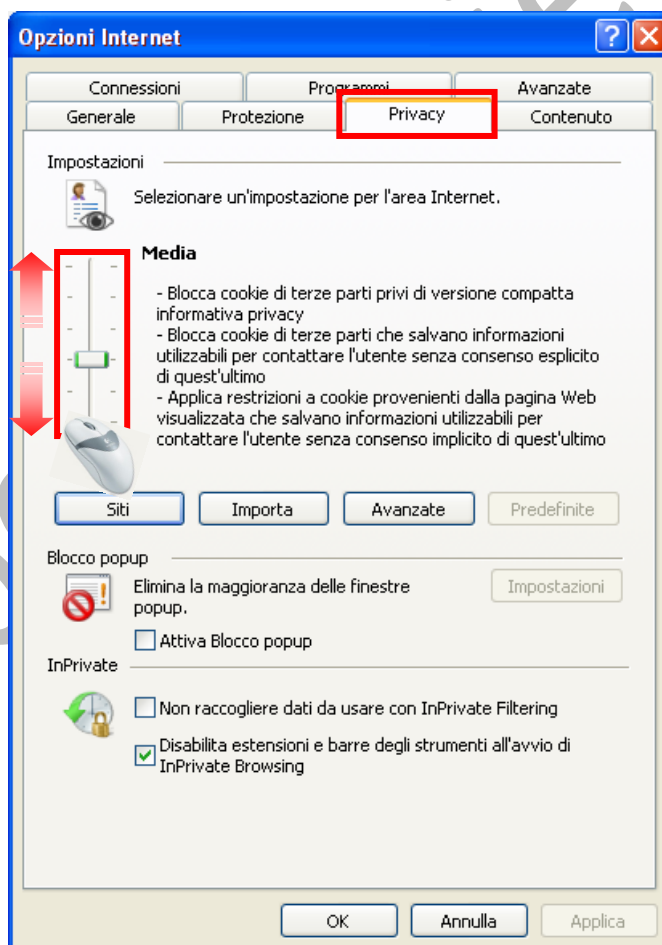 Opzioni Internet
Connessioni Programmi Avanzate
Generale Protezione Privacy Contenuto
Impostazioni
Selezionare un'impostazione per l'area Internet.
Media
- Blocca cookie di terze parti privi di versione compatta
informativa privacy
- Blocca cookie di terze parti che salvano informazioni
utilizzabili per contattare l'utente senza consenso esplicito
di quest'ultimo
- Applica restrizioni a cookie provenienti dalla pagina Web
visualizzata che salvano informazioni utilizzabili per
contattare l'utente senza consenso implicito di quest'ultimo
Siti Importa Avanzate Predefinite
Blocco popup
Elimina la maggioranza delle finestre
popup.
Impostazioni
Attiva Blocco popup
InPrivate
Non raccogliere dati da usare con InPrivate Filtering
Disabilita estensioni e barre degli strumenti all'avvio di
InPrivate Browsing
OK Annulla Applica